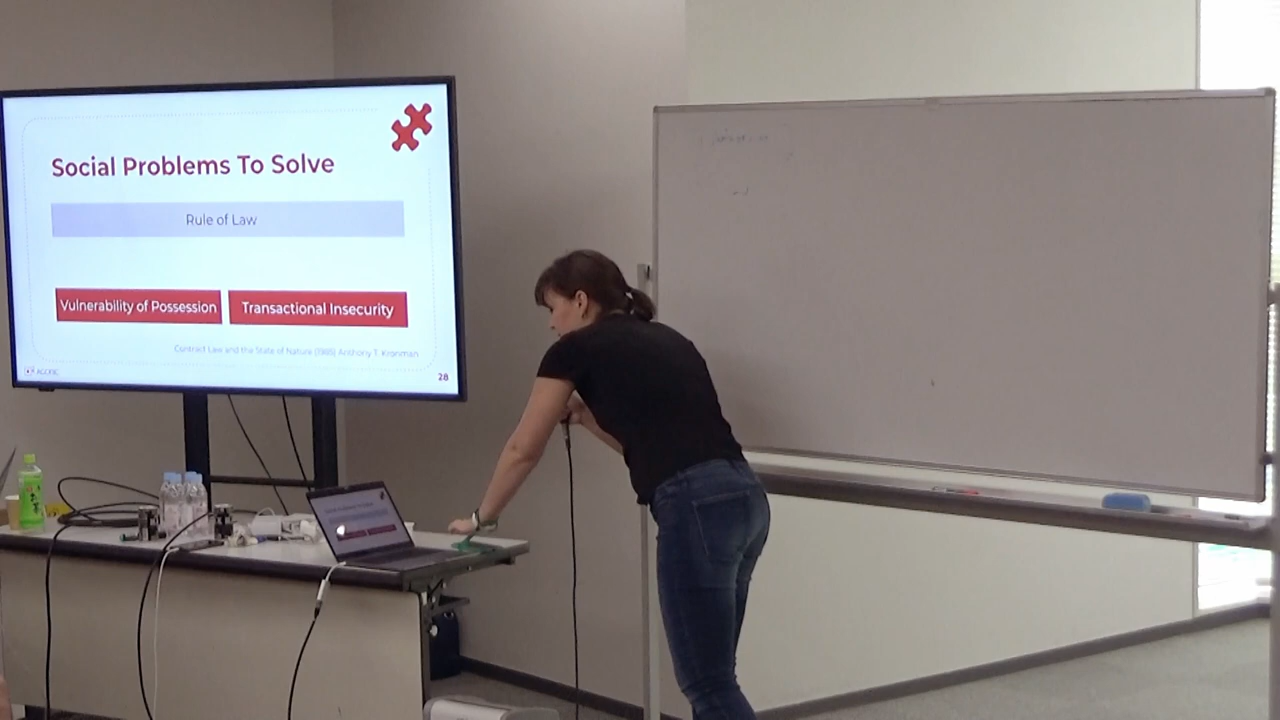 Social Problems To Solve
Rule of Law
Vulnerability of Possession
Transactional Insecurity
Contract Law and the State of Nature (1985) Anthony T. Kronman
AGORIC
28